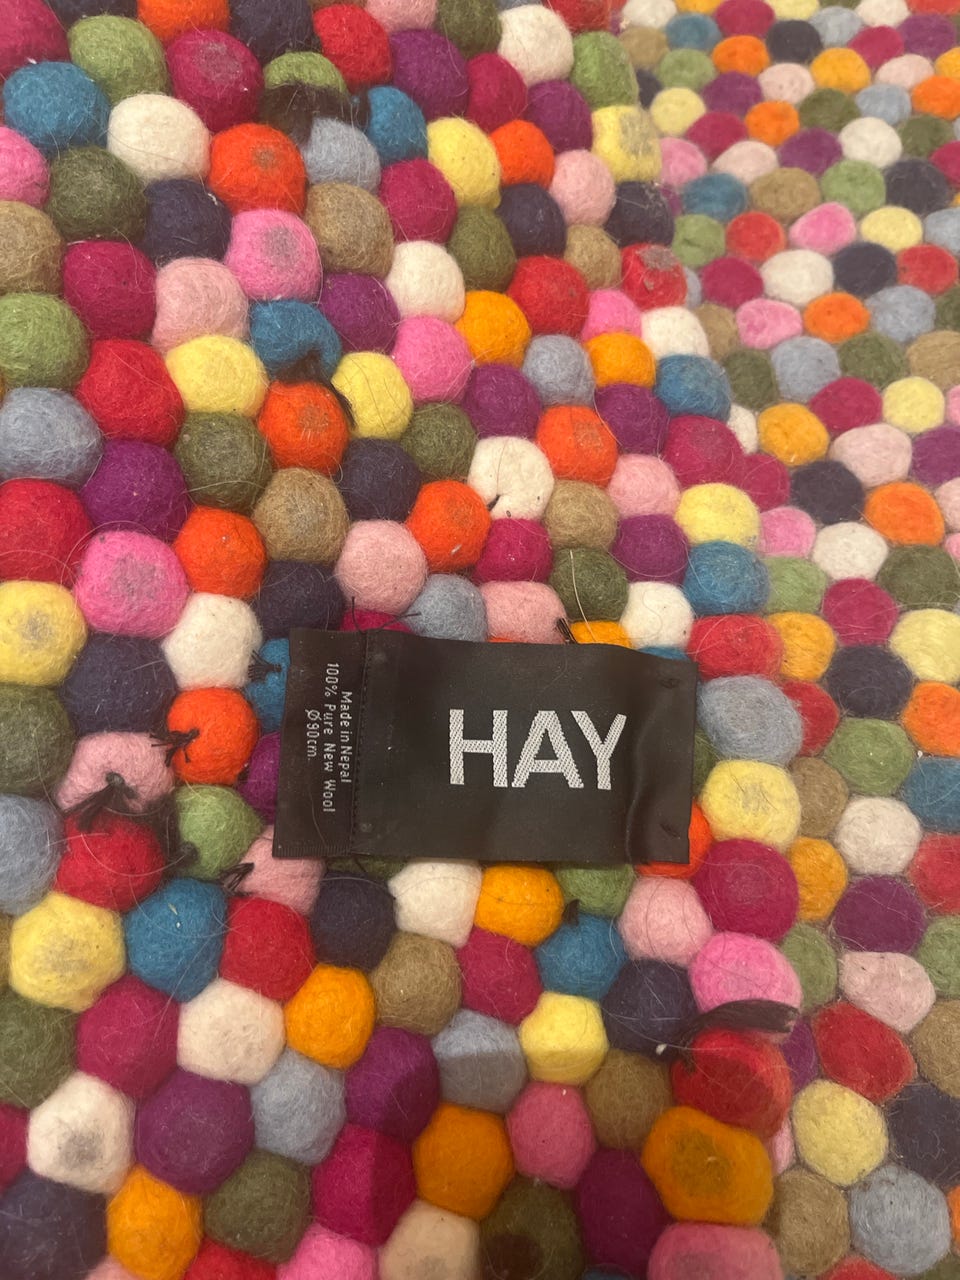 Made in Nepal
100% Pure New Wool
Ø90cm.
HAY